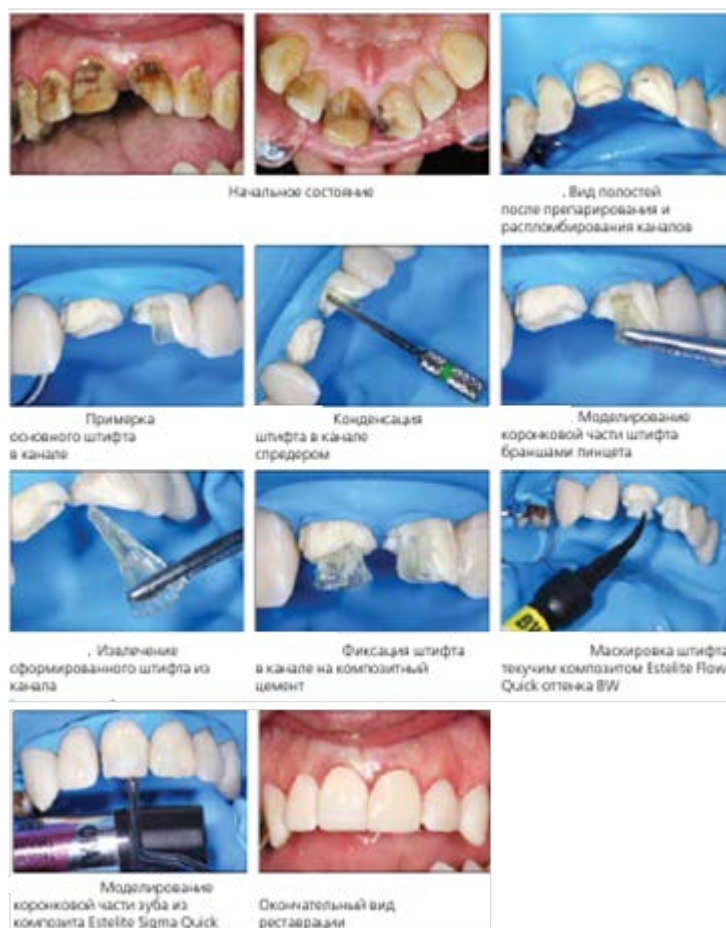 Начальное состояние
. Вид полостей
после препарирования и
распломбирования каналов
Примерка
основного штифта
в канале
Конденсация
штифта в канале
спредером
. Моделирование
коронковой части штифта
браншами пинцета
. Извлечение
сформированного штифта из
канала
Фиксация штифта
в канале на композитный
цемент
BW
Маскировка штифта
текучим композитом Estelite Flow
Quick оттенка BW
Моделирование
коронковой части зуба из
композита Estelite Sigma Quick
Окончательный вид
реставрации